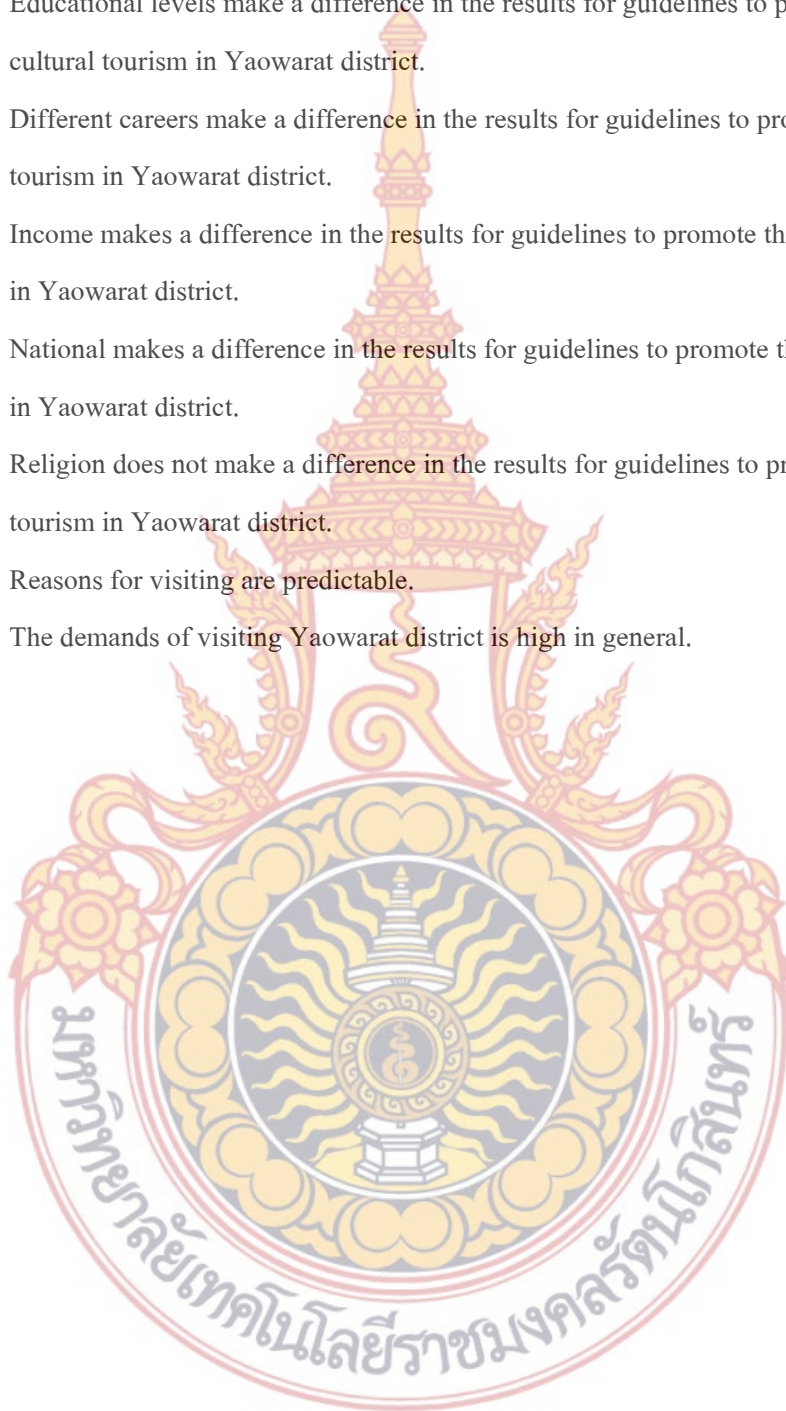 Educational levels make a difference in the results for guidelines to
cultural tourism in Yaowarat district.
Different careers make a difference in the results for guidelines to
tourism in Yaowarat district.
Income makes a difference in the results for guidelines to promote
in Yaowarat district.
National makes a difference in the results for guidelines to promote
in Yaowarat district.
Religion does not make a difference in the results for guidelines to
tourism in Yaowarat district.
Reasons for visiting are predictable.
The demands of visiting Yaowarat district is high in general.
มหาวิทยาลัยเทคโนโลยีราชมงคลรัตนโกสินทร์